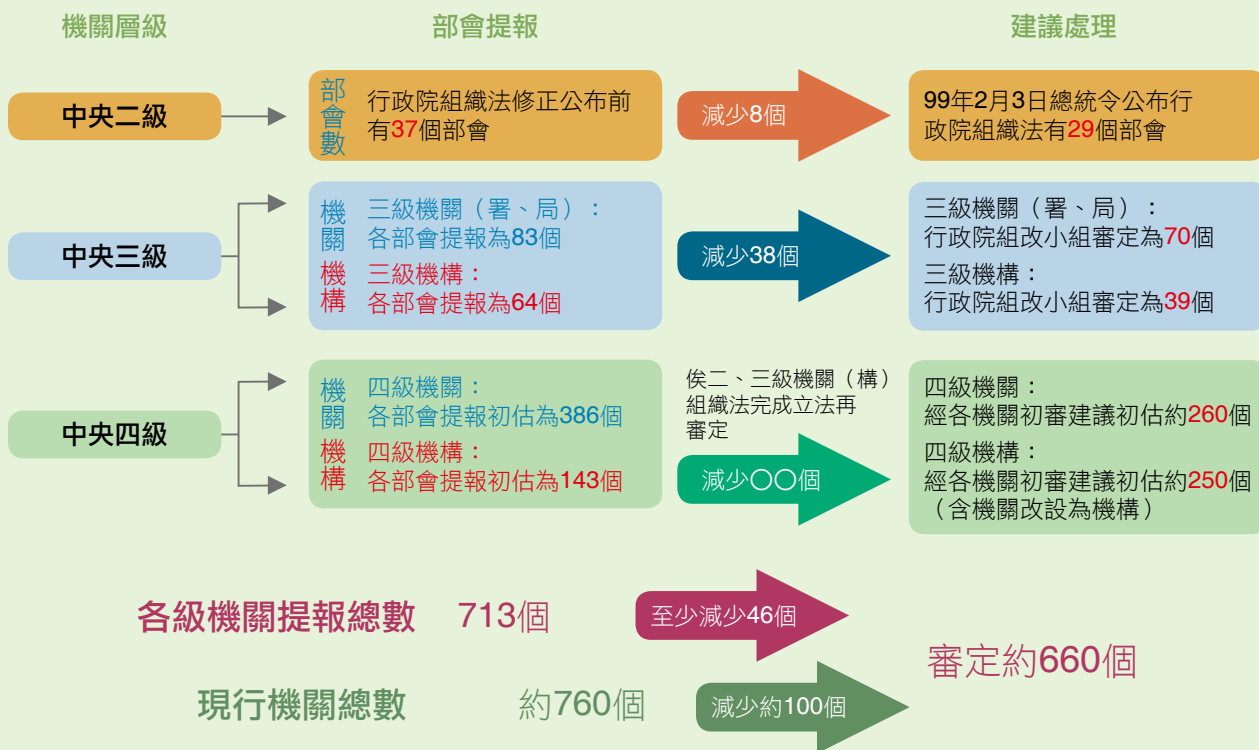 機關層級
部會提報
建議處理
中央二級
部會數
行政院組織法修正公布前
有37個部會
減少8個
99年2月3日總統令公布行
政院組織法有29個部會
中央三級
機關
三級機關（署、局）：
各部會提報為83個
機構
三級機構：
各部會提報為64個
減少38個
三級機關（署、局）：
行政院組改小組審定為70個
三級機構：
行政院組改小組審定為39個
中央四級
機關
四級機關：
各部會提報初估為386個
機構
四級機構：
各部會提報初估為143個
俟二、三級機關（構）
組織法完成立法再
審定
減少○○個
四級機關：
經各機關初審建議初估約260個
四級機構：
經各機關初審建議初估約250個
（含機關改設為機構）
各級機關提報總數 713個
至少減少46個
審定約660個
現行機關總數 約760個
減少約100個